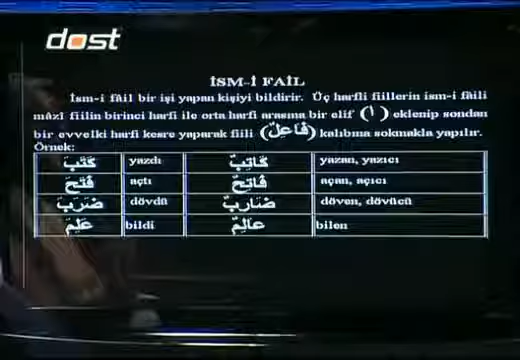 dost
İSM-İ FAİL
İsm-i fâil bir işi yapan kişiyi bildirir. Üç harfli fiillerin ism-i fâili
mâzi fiilin birinci harfi ile orta harfi arasına bir elif ( ا ) eklenip sondan
bir evvelki harfi kesre yaparak fiili (فَاعِلٌ) kalıbına sokmakla yapılır.
Örnek:
كَتَبَ yazdı كَاتِبٌ yazan, yazıcı
فَتَحَ açtı فَاتِحٌ açan, açıcı
ضَرَبَ dövdü ضَارِبٌ döven, dövücü
عَلِمَ bildi عَالِمٌ bilen